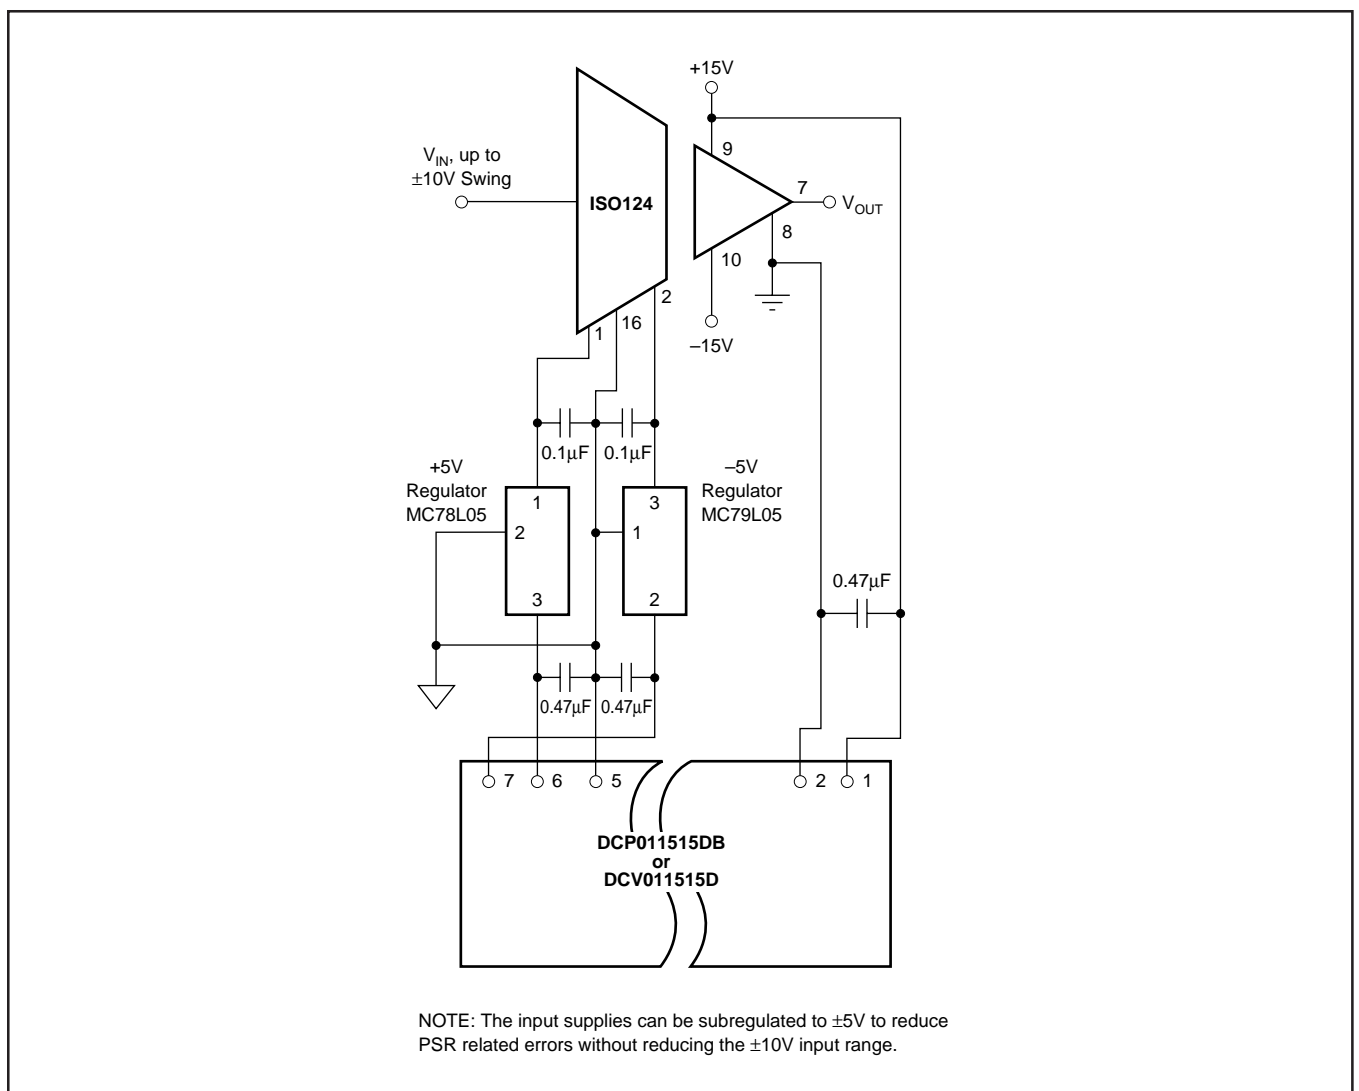 +15V
9
V_IN, up to
±10V Swing
ISO124
7
V_OUT
8
10
2
16
1
–15V
0.1µF
0.1µF
+5V
Regulator
MC78L05
–5V
Regulator
MC79L05
1
3
2
1
3
2
0.47µF
0.47µF
0.47µF
7
6
5
2
1
DCP011515DB
or
DCV011515D
NOTE: The input supplies can be subregulated to ±5V to reduce
PSR related errors without reducing the ±10V input range.